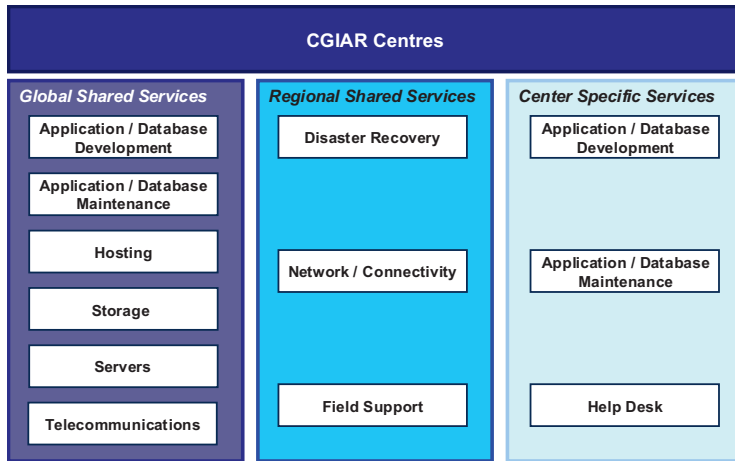 CGIAR Centres
Global Shared Services
Application / Database
Development
Application / Database
Maintenance
Hosting
Storage
Servers
Telecommunications
Regional Shared Services
Disaster Recovery
Network / Connectivity
Field Support
Center Specific Services
Application / Database
Development
Application / Database
Maintenance
Help Desk